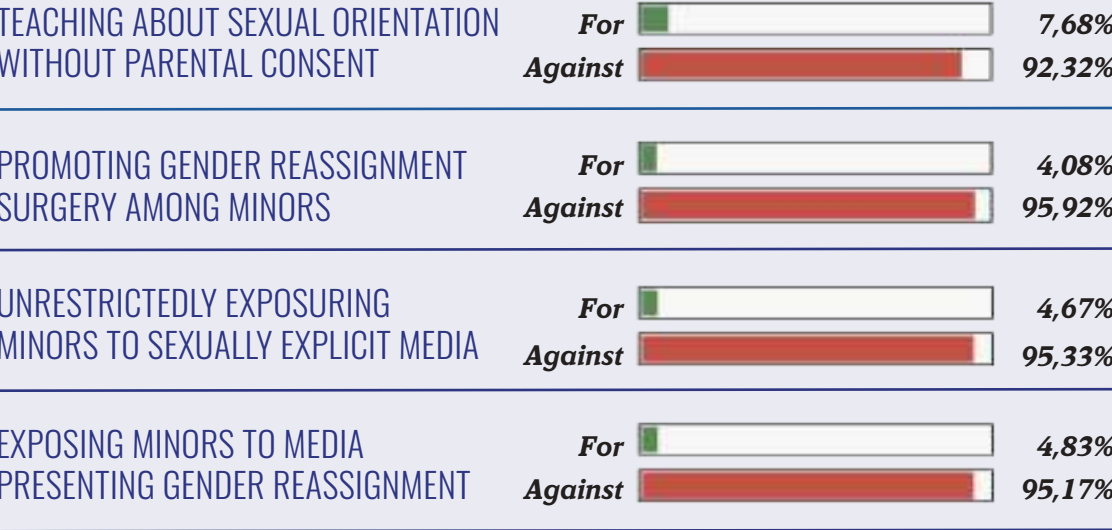 TEACHING ABOUT SEXUAL ORIENTATION
WITHOUT PARENTAL CONSENT
For 7,68%
Against 92,32%
PROMOTING GENDER REASSIGNMENT
SURGERY AMONG MINORS
For 4,08%
Against 95,92%
UNRESTRICTEDLY EXPOSURING
MINORS TO SEXUALLY EXPLICIT MEDIA
For 4,67%
Against 95,33%
EXPOSING MINORS TO MEDIA
PRESENTING GENDER REASSIGNMENT
For 4,83%
Against 95,17%